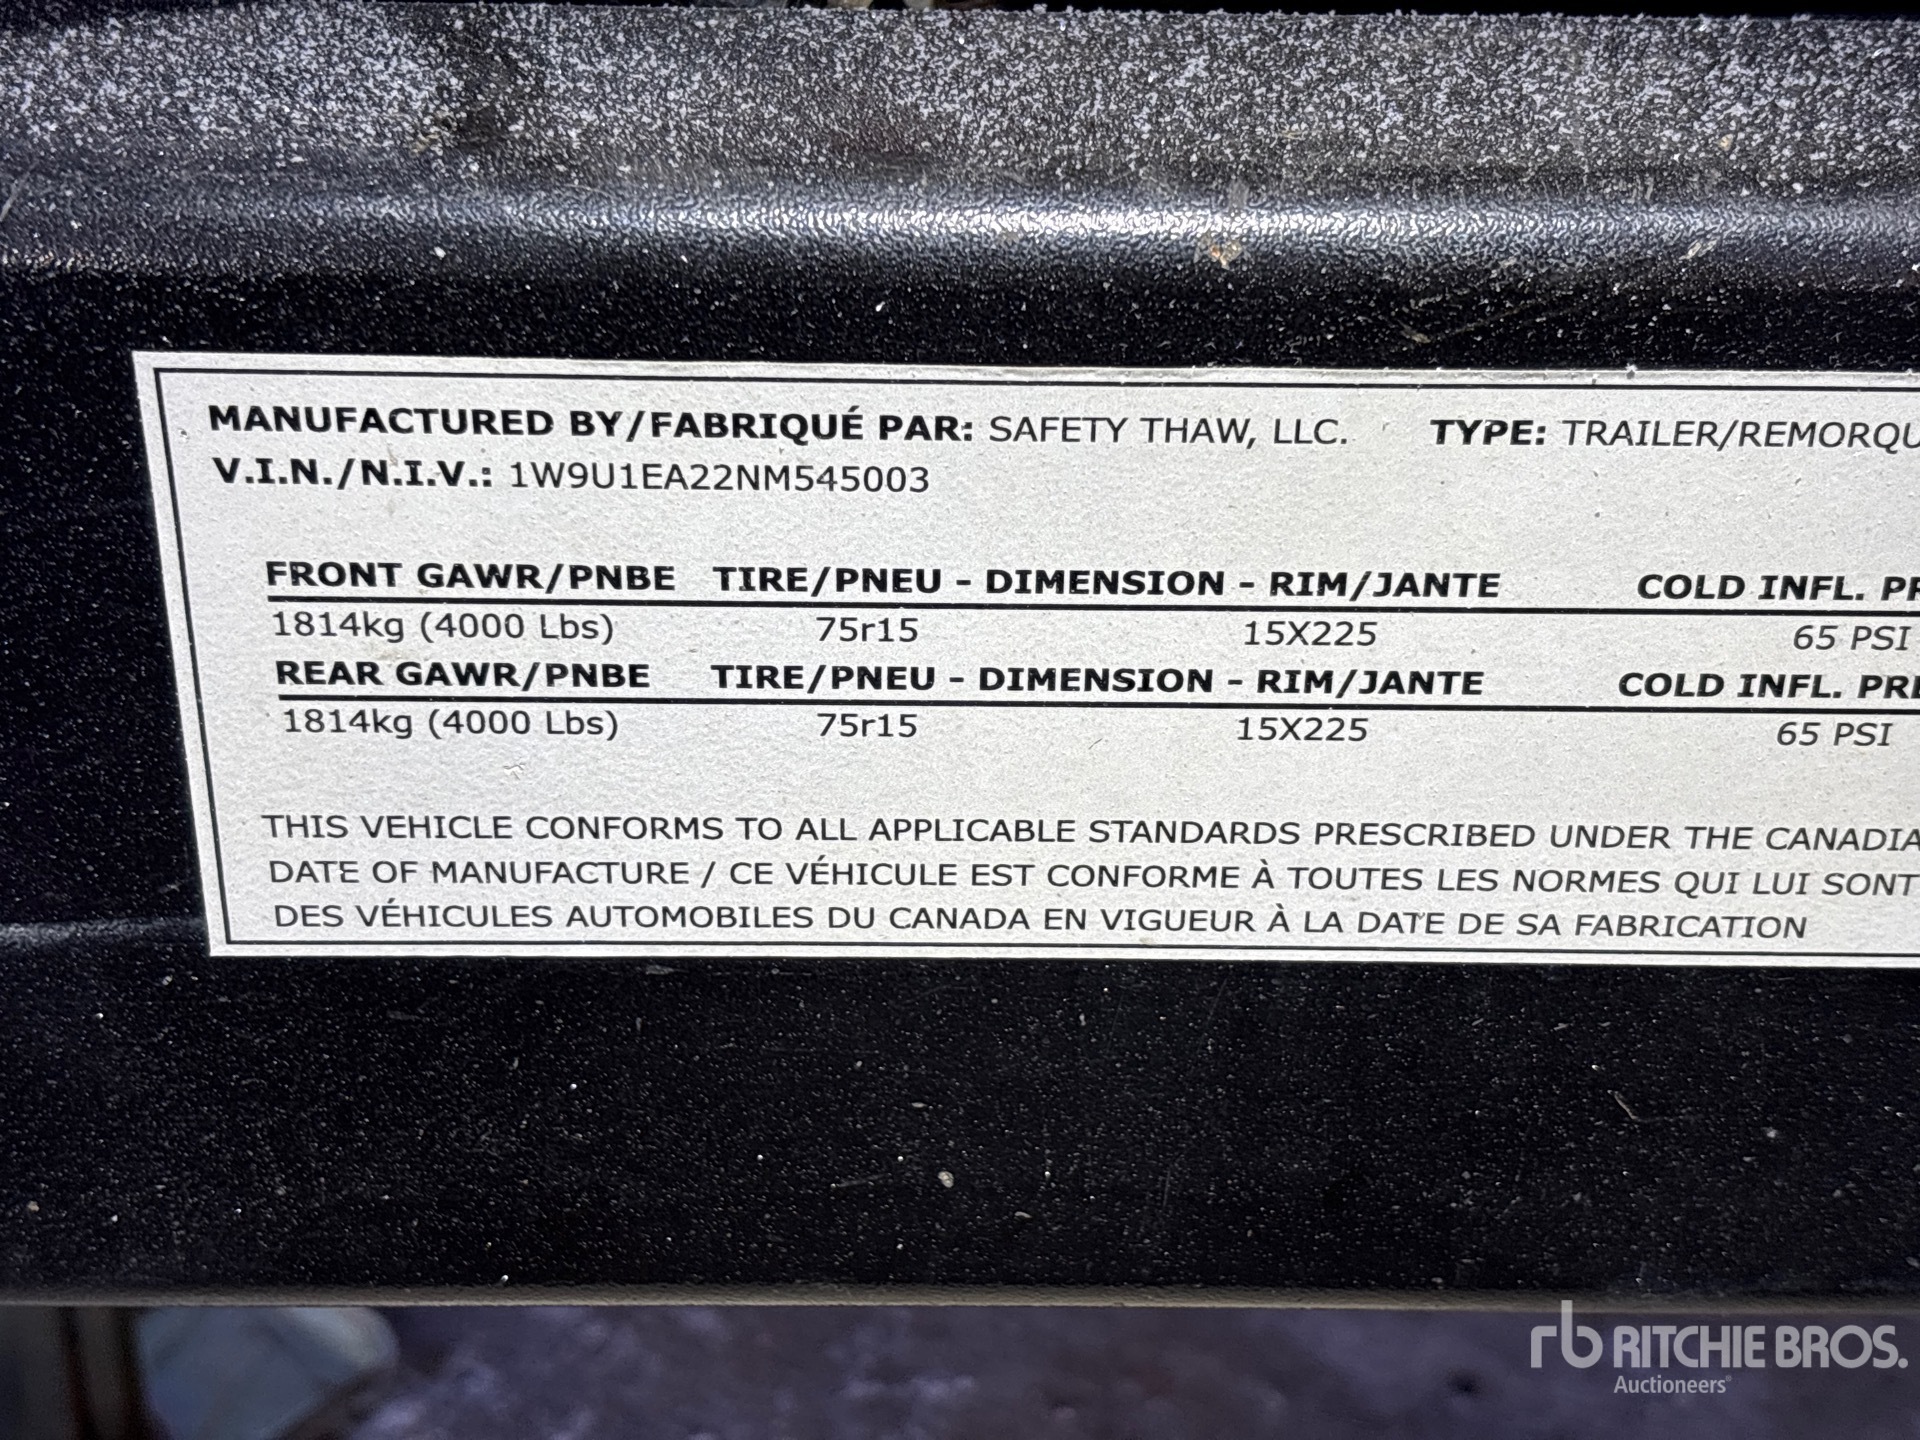 MANUFACTURED BY/FABRIQUÉ PAR: SAFETY THAW, LLC. TYPE: TRAILER/REMORQU
V.I.N./N.I.V.: 1W9U1EA22NM545003
FRONT GAWR/PNBE TIRE/PNEU - DIMENSION - RIM/JANTE COLD INFL. PR
1814kg (4000 Lbs) 75r15 15X225 65 PSI
REAR GAWR/PNBE TIRE/PNEU - DIMENSION - RIM/JANTE COLD INFL. PRE
1814kg (4000 Lbs) 75r15 15X225 65 PSI
THIS VEHICLE CONFORMS TO ALL APPLICABLE STANDARDS PRESCRIBED UNDER THE CANADIA
DATE OF MANUFACTURE / CE VÉHICULE EST CONFORME À TOUTES LES NORMES QUI LUI SONT
DES VÉHICULES AUTOMOBILES DU CANADA EN VIGUEUR À LA DATE DE SA FABRICATION
rb RITCHIE BROS.
Auctioneers®